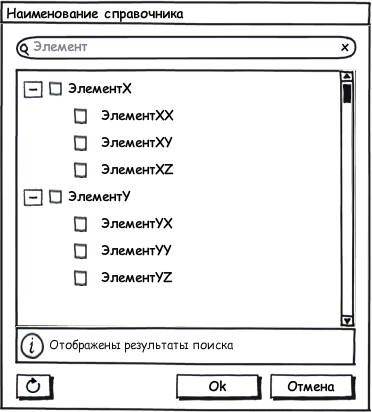 Наименование справочника
Элемент x
ЭлементX
ЭлементXX
ЭлементXY
ЭлементXZ
ЭлементY
ЭлементYX
ЭлементYY
ЭлементYZ
i Отображены результаты поиска
Ok Отмена